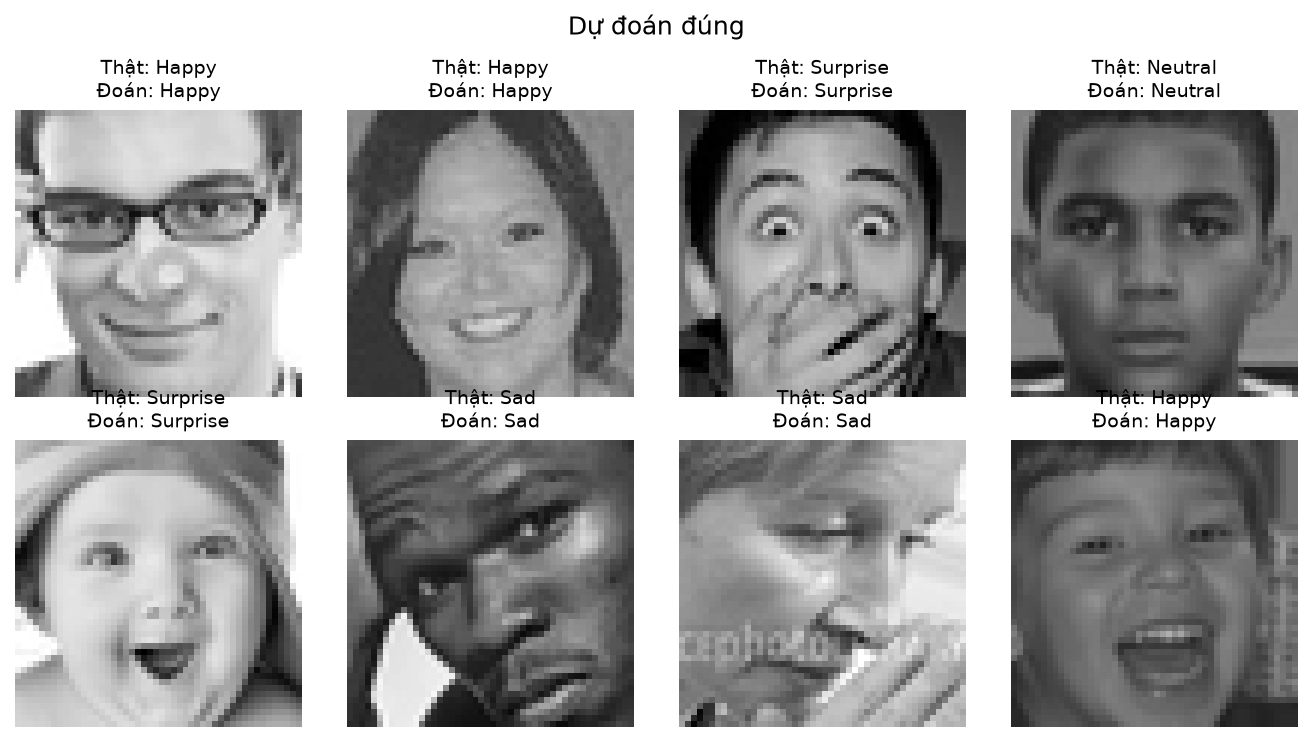 Dự đoán đúng
Thật: Happy
Đoán: Happy
Thật: Happy
Đoán: Happy
Thật: Surprise
Đoán: Surprise
Thật: Neutral
Đoán: Neutral
Thật: Surprise
Đoán: Surprise
Thật: Sad
Đoán: Sad
Thật: Sad
Đoán: Sad
Thật: Happy
Đoán: Happy